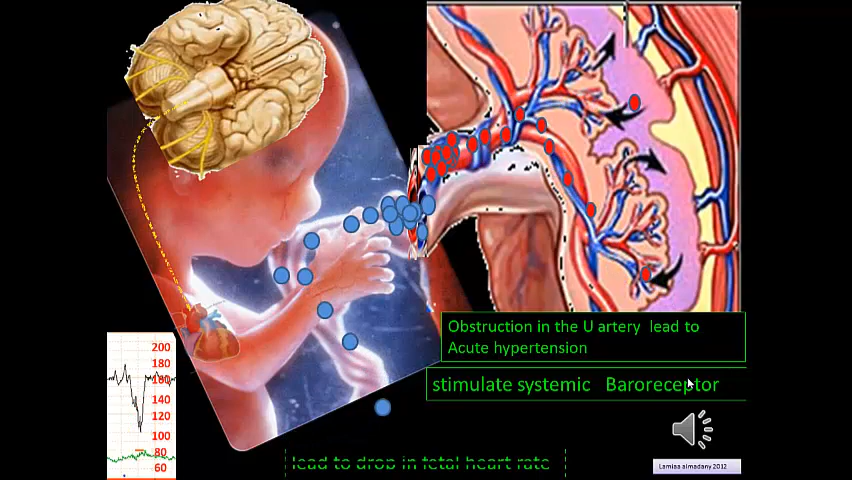 Obstruction in the U artery lead to
Acute hypertension
stimulate systemic Baroreceptor
lead to drop in fetal heart rate
200
180
160
140
120
100
80
60
Lamiaa almadany 2012